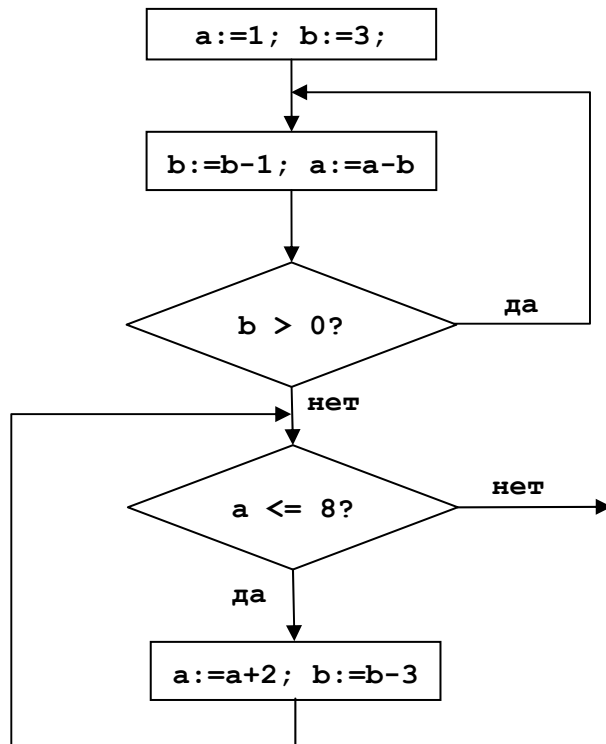 a:=1; b:=3;
b:=b-1; a:=a-b
b > 0?
да
нет
a <= 8?
нет
да
a:=a+2; b:=b-3